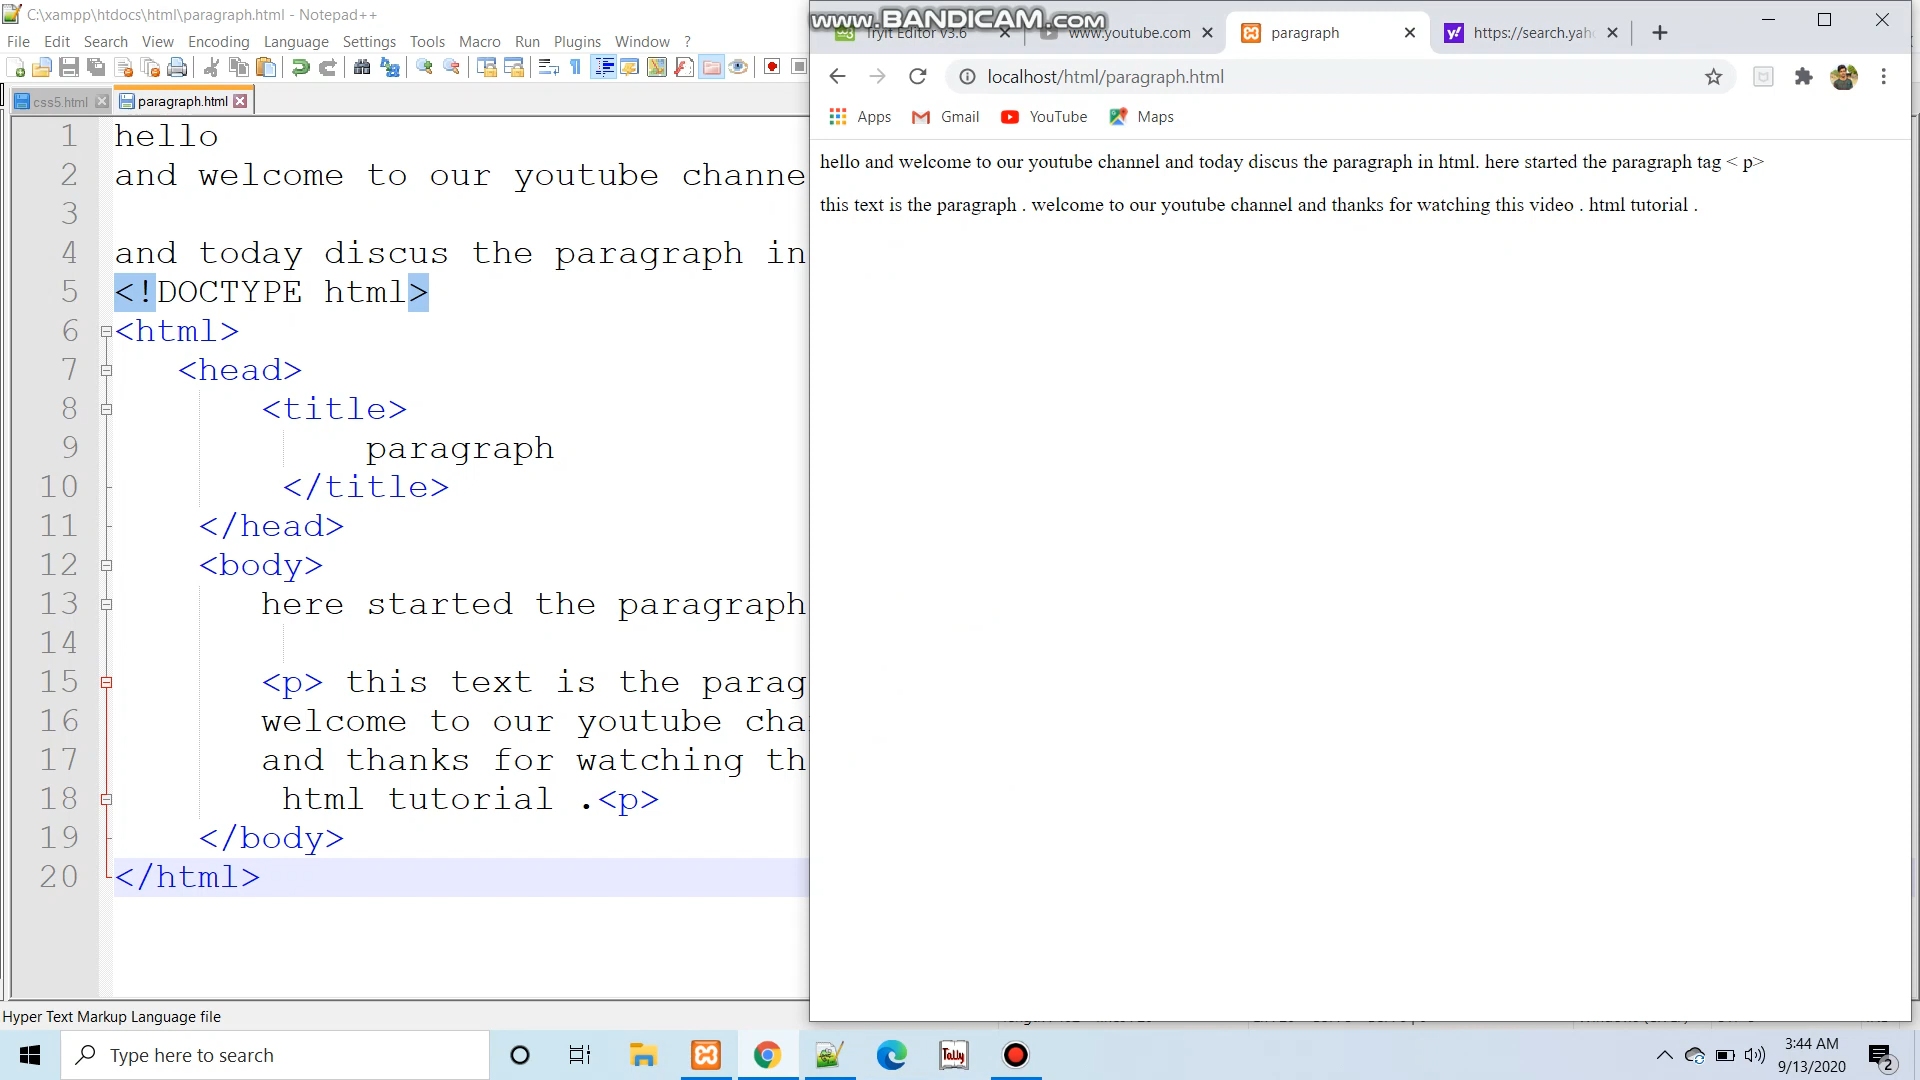 C:\xampp\htdocs\html\paragraph.html - Notepad++
File Edit Search View Encoding Language Settings Tools Macro Run Plugins Window ?
css5.html paragraph.html
1 hello
2 and welcome to our youtube channe
3
4 and today discus the paragraph in
5 <!DOCTYPE html>
6 <html>
7 <head>
8 <title>
9 paragraph
10 </title>
11 </head>
12 <body>
13 here started the paragraph
14
15 <p> this text is the parag
16 welcome to our youtube cha
17 and thanks for watching th
18 html tutorial .<p>
19 </body>
20 </html>
Hyper Text Markup Language file
www.BANDICAM.com
Tryit Editor v3.6 www.youtube.com paragraph https://search.yah
localhost/html/paragraph.html
Apps Gmail YouTube Maps
hello and welcome to our youtube channel and today discus the paragraph in html. here started the paragraph tag < p>
this text is the paragraph . welcome to our youtube channel and thanks for watching this video . html tutorial .
Type here to search
Tally
3:44 AM
9/13/2020
2